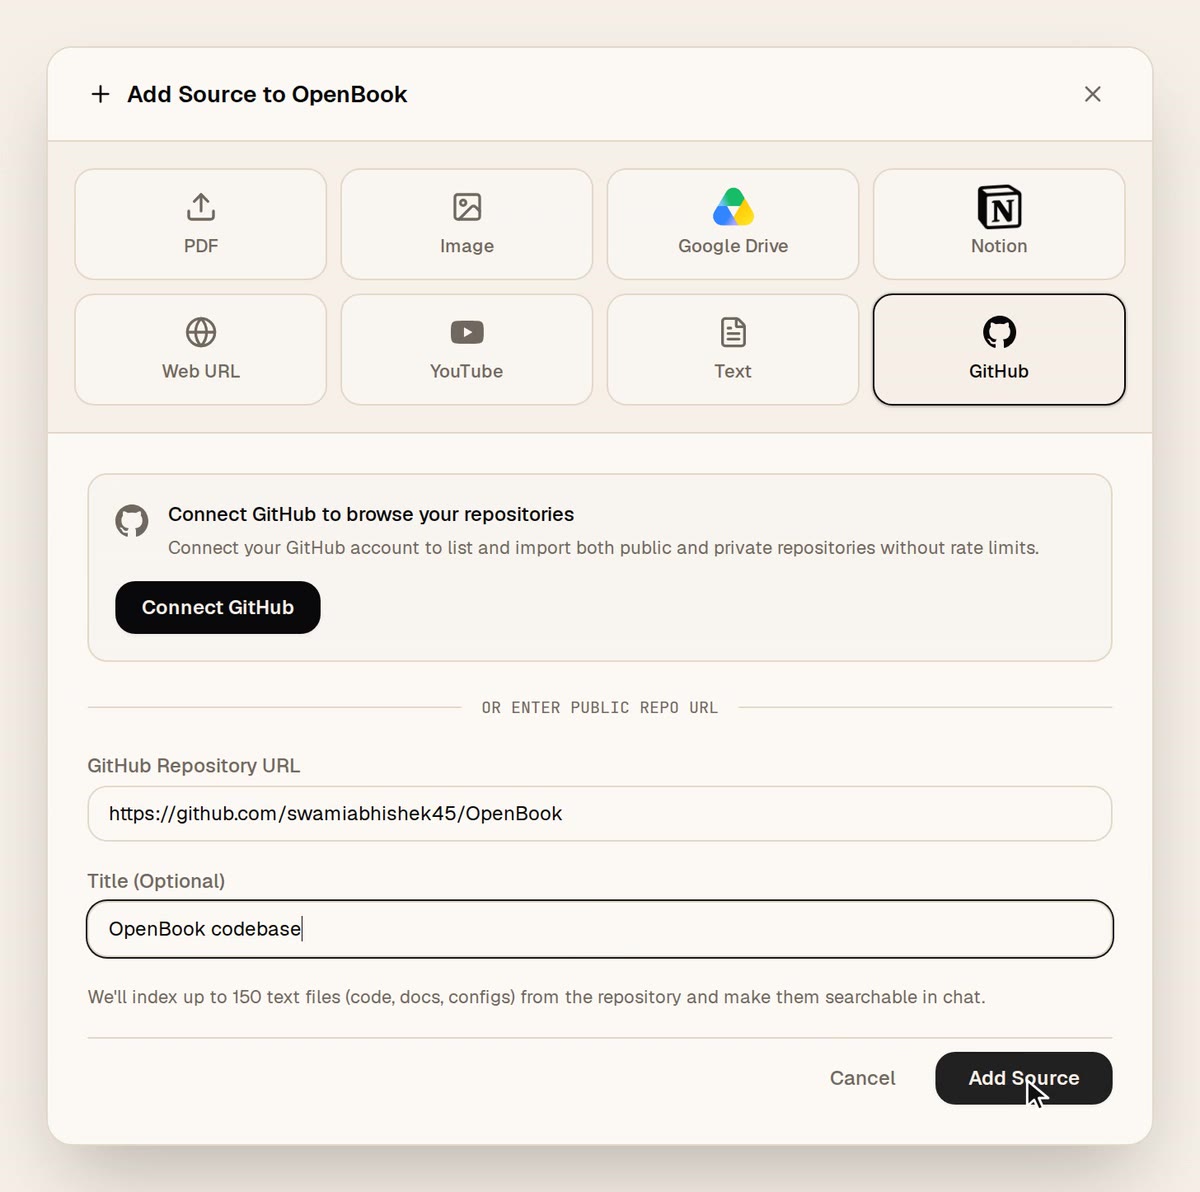 Add Source to OpenBook
PDF
Image
Google Drive
Notion
Web URL
YouTube
Text
GitHub
Connect GitHub to browse your repositories
Connect your GitHub account to list and import both public and private repositories without rate limits.
Connect GitHub
OR ENTER PUBLIC REPO URL
GitHub Repository URL
https://github.com/swamiabhishek45/OpenBook
Title (Optional)
OpenBook codebase
We'll index up to 150 text files (code, docs, configs) from the repository and make them searchable in chat.
Cancel
Add Source